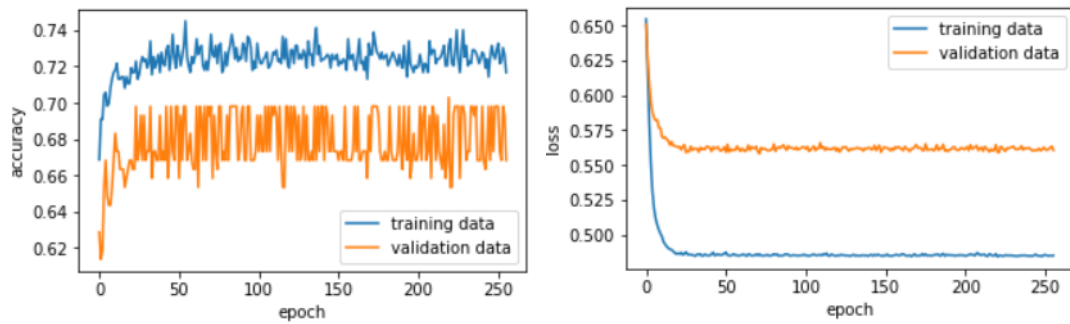 0.74
0.72
0.70
0.68
0.66
0.64
0.62
accuracy
training data
validation data
0 50 100 150 200 250
epoch
0.650
0.625
0.600
0.575
0.550
0.525
0.500
loss
training data
validation data
0 50 100 150 200 250
epoch